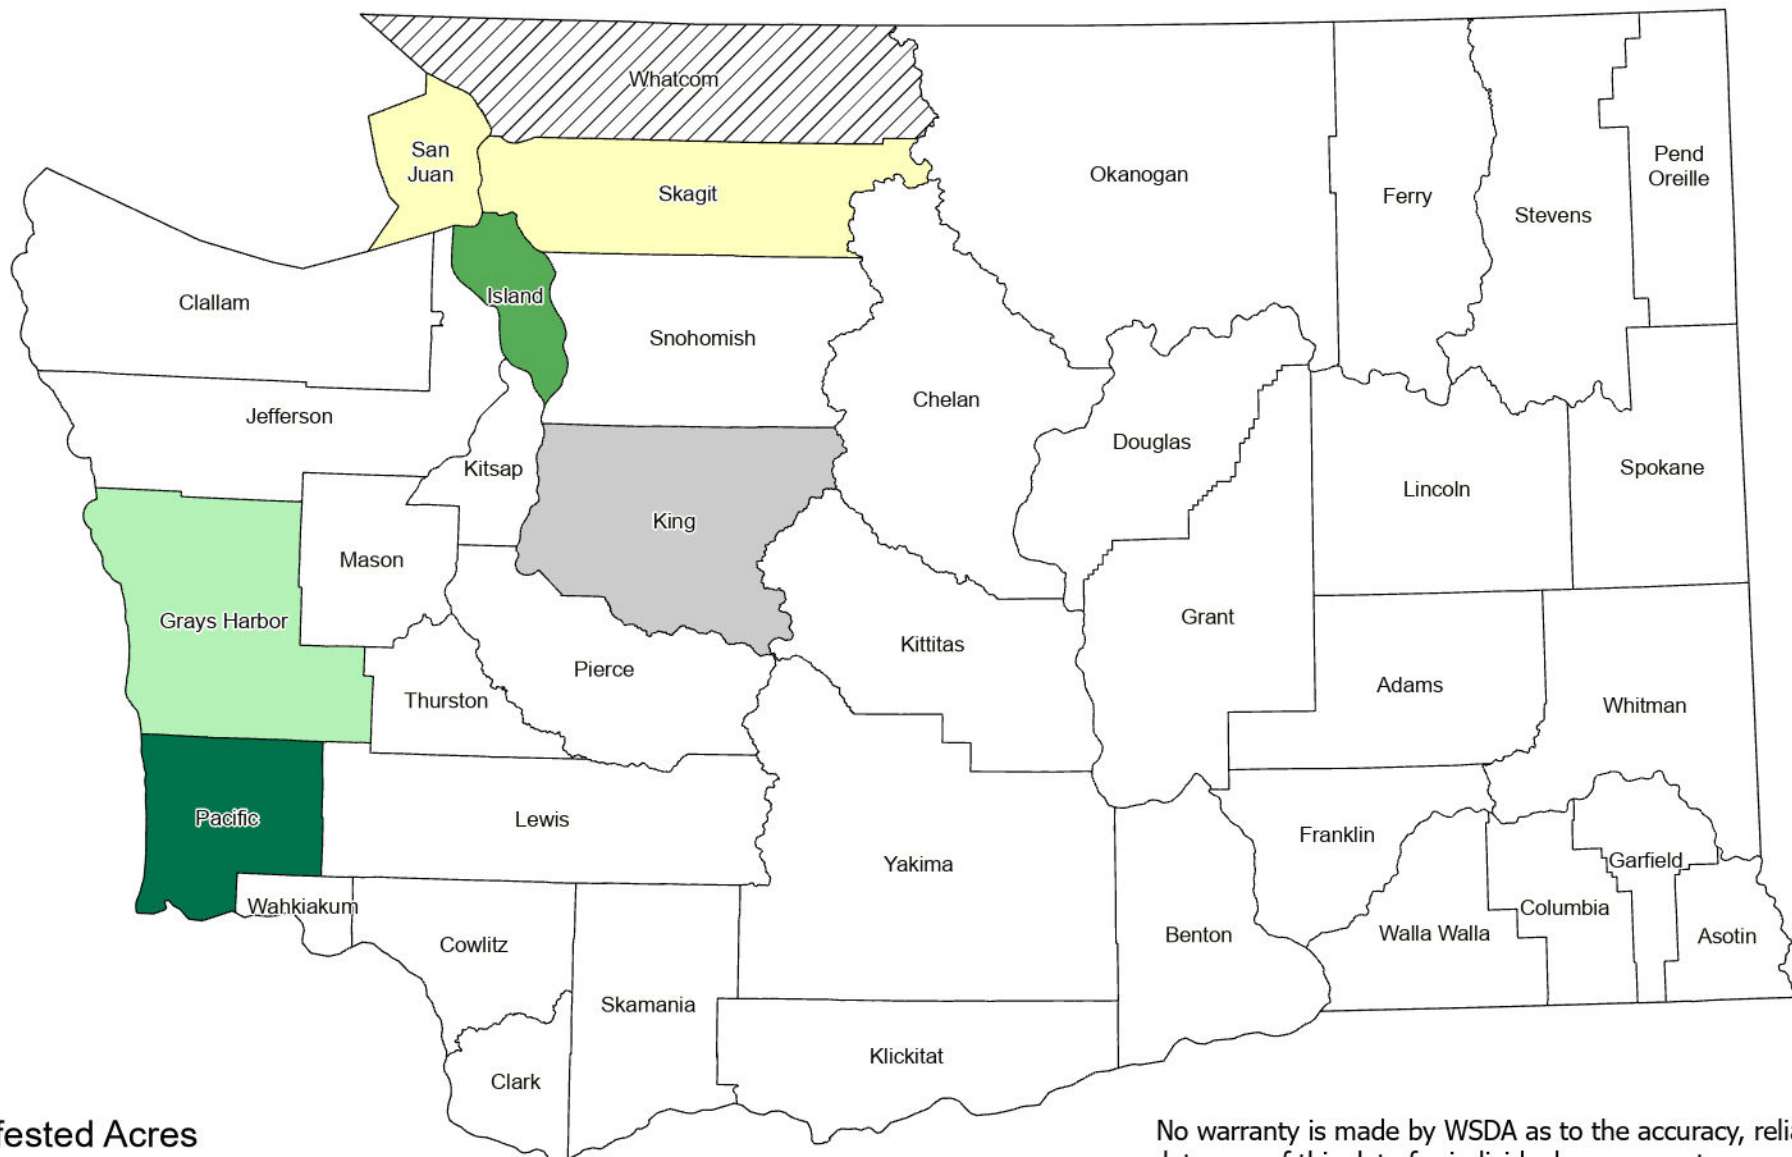 Whatcom
San
Juan
Skagit
Okanogan
Ferry
Stevens
Pend
Oreille
Clallam
Island
Snohomish
Chelan
Jefferson
Kitsap
Douglas
Lincoln
Spokane
King
Mason
Grays Harbor
Grant
Kittitas
Pierce
Thurston
Adams
Whitman
Pacific
Lewis
Yakima
Franklin
Garfield
Wahkiakum
Cowlitz
Benton
Walla Walla
Columbia
Asotin
Skamania
Klickitat
Clark
fested Acres
No warranty is made by WSDA as to the accuracy, relia